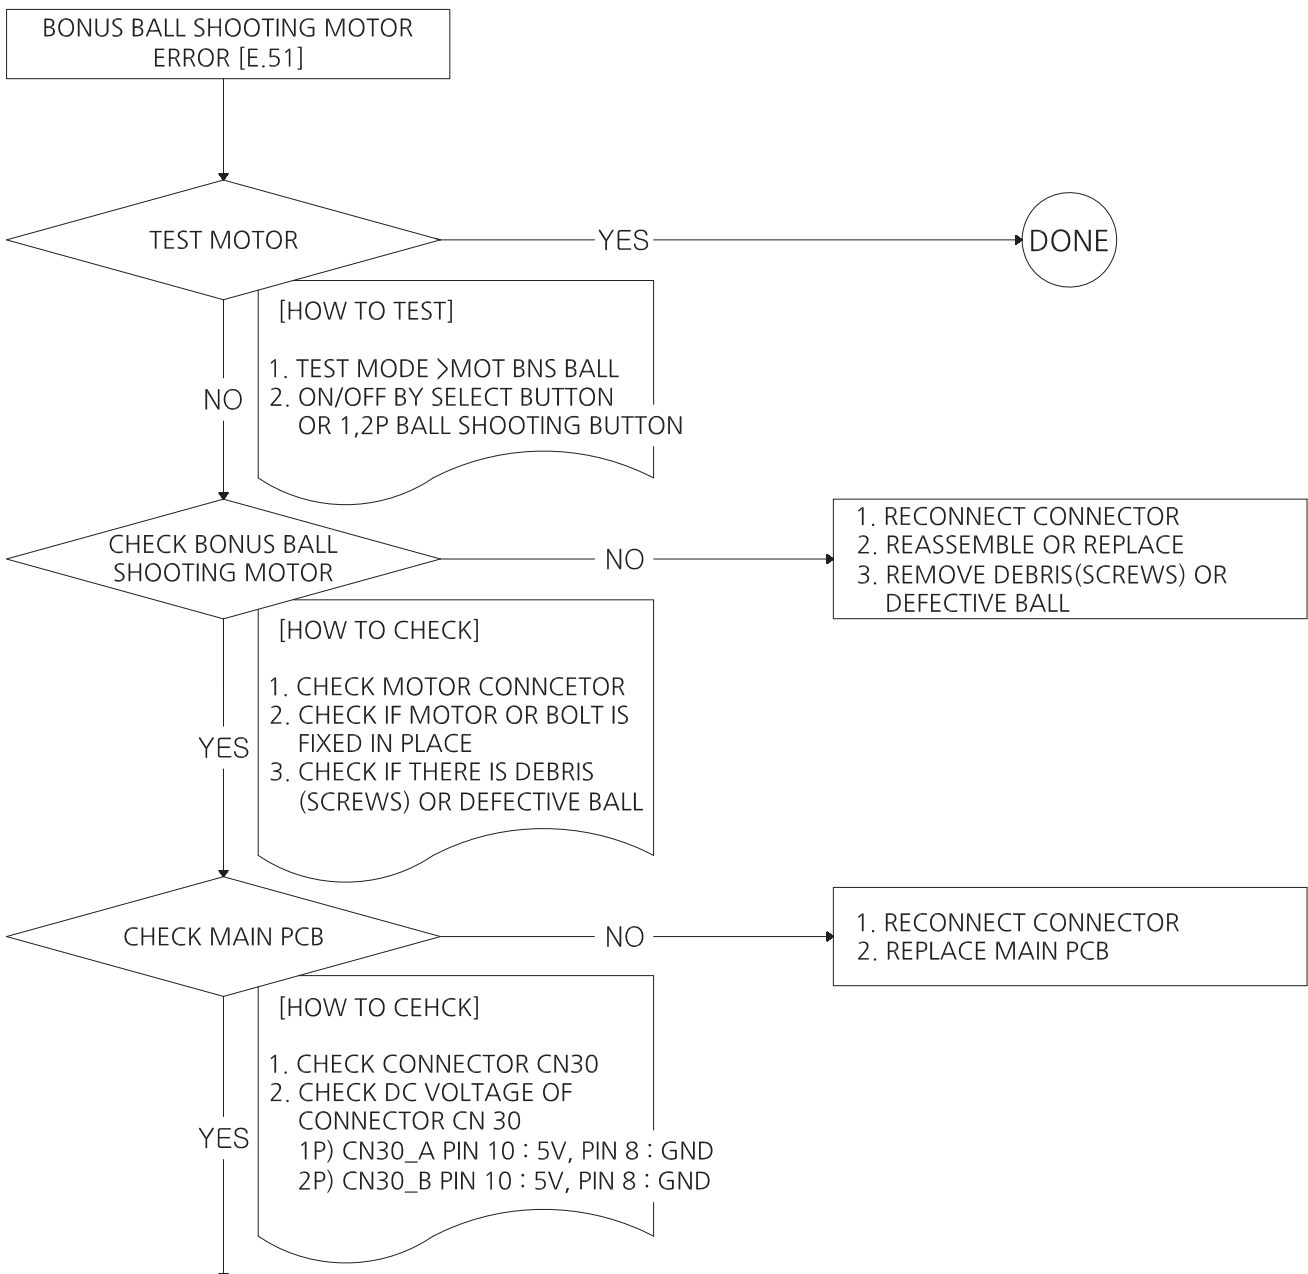 BONUS BALL SHOOTING MOTOR
ERROR [E.51]
TEST MOTOR
YES
DONE
[HOW TO TEST]
1. TEST MODE >MOT BNS BALL
2. ON/OFF BY SELECT BUTTON
OR 1,2P BALL SHOOTING BUTTON
NO
CHECK BONUS BALL
SHOOTING MOTOR
NO
1. RECONNECT CONNECTOR
2. REASSEMBLE OR REPLACE
3. REMOVE DEBRIS(SCREWS) OR
DEFECTIVE BALL
[HOW TO CHECK]
1. CHECK MOTOR CONNCETOR
2. CHECK IF MOTOR OR BOLT IS
FIXED IN PLACE
3. CHECK IF THERE IS DEBRIS
(SCREWS) OR DEFECTIVE BALL
YES
CHECK MAIN PCB
NO
1. RECONNECT CONNECTOR
2. REPLACE MAIN PCB
[HOW TO CEHCK]
1. CHECK CONNECTOR CN30
2. CHECK DC VOLTAGE OF
CONNECTOR CN 30
1P) CN30_A PIN 10 : 5V, PIN 8 : GND
2P) CN30_B PIN 10 : 5V, PIN 8 : GND
YES